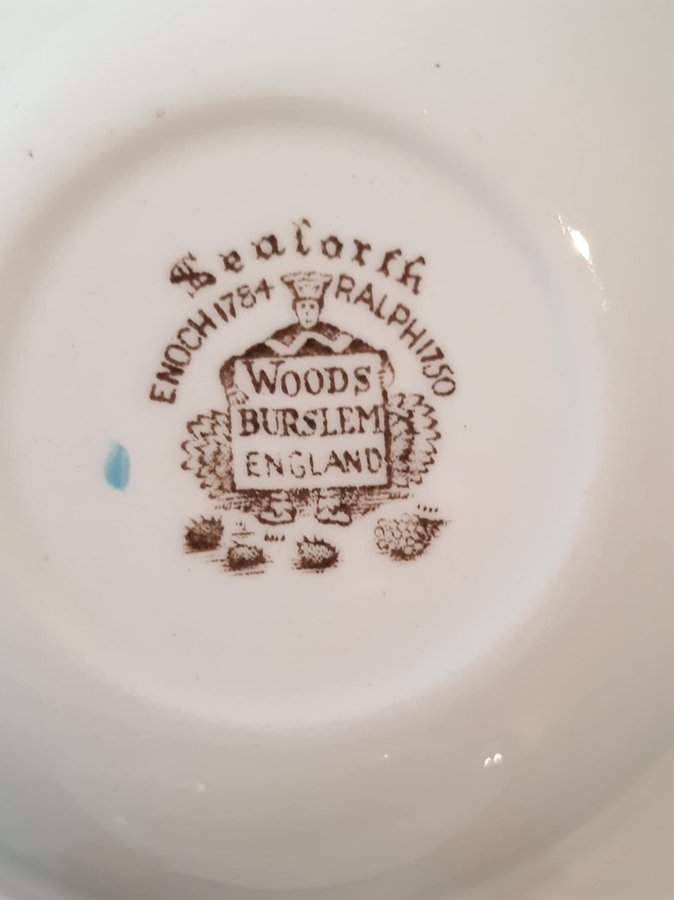 Seaforth
ENOCH 1784 RALPH 1750
WOODS
BURSLEM
ENGLAND